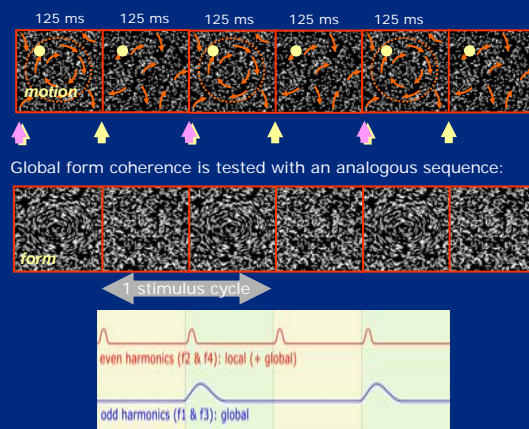 125 ms 125 ms 125 ms 125 ms 125 ms
motion
Global form coherence is tested with an analogous sequence:
form
1 stimulus cycle
even harmonics (f2 & f4): local (+ global)
odd harmonics (f1 & f3): global